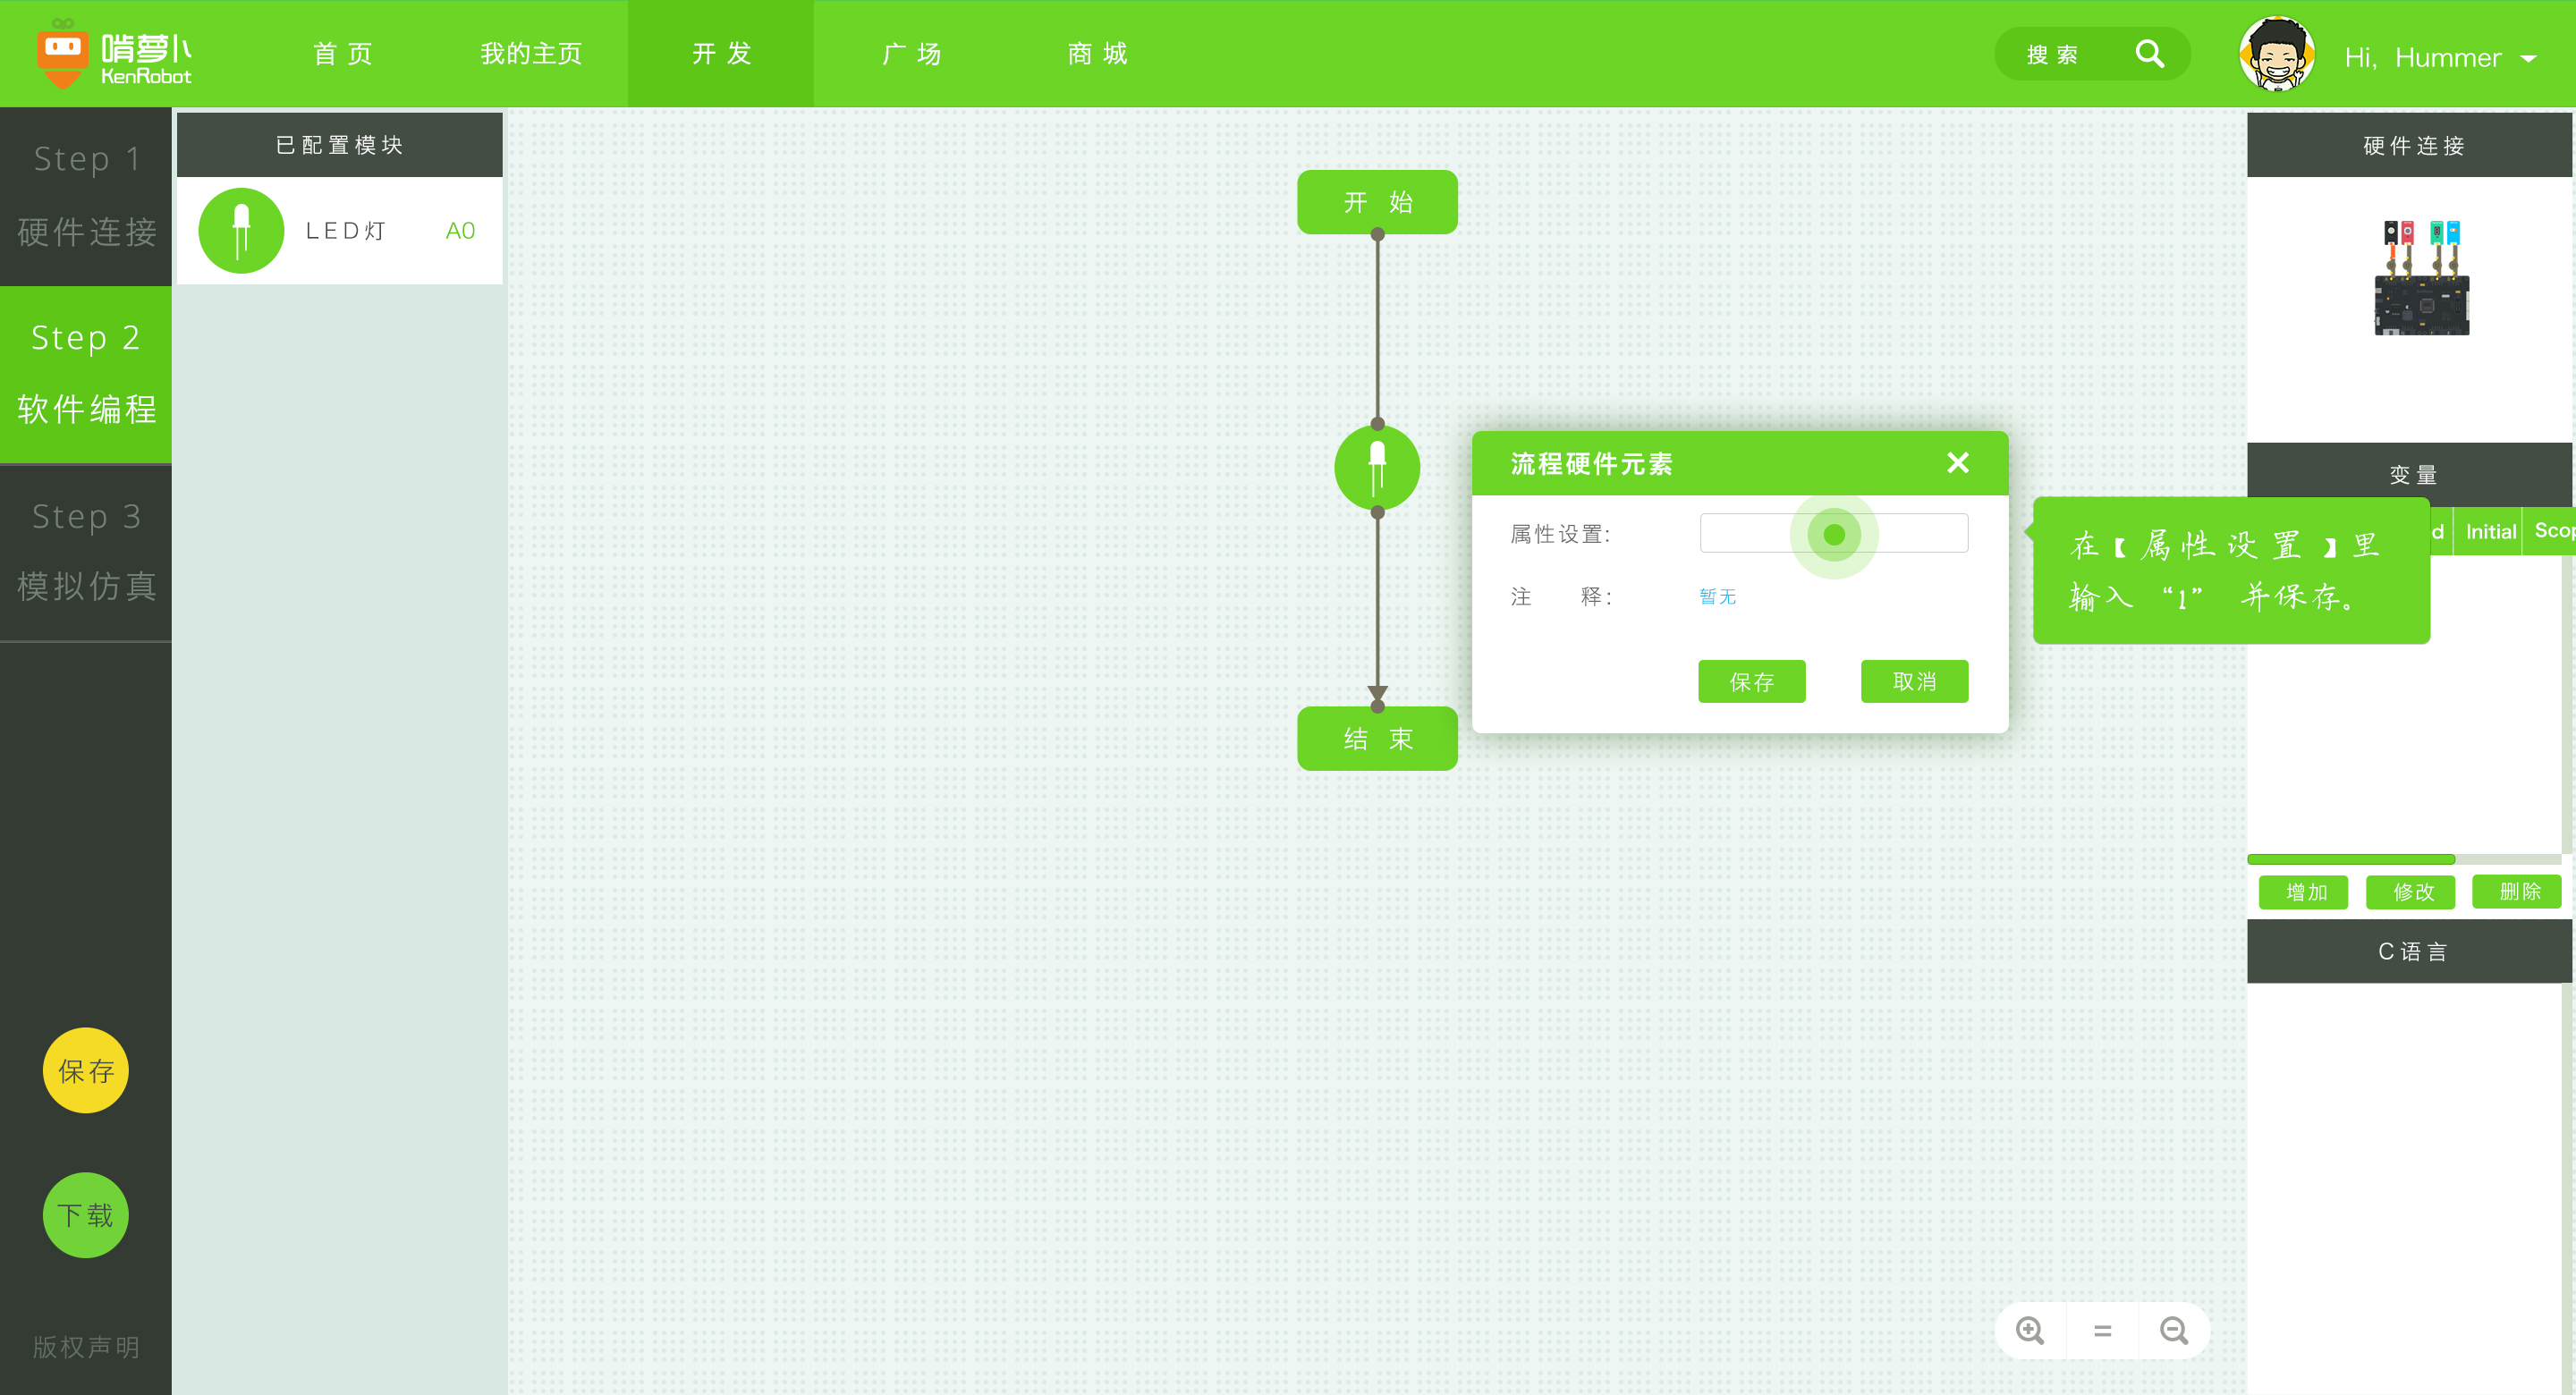 啃萝卜
KenRobot
首 页
我的主页
开 发
广 场
商 城
搜 索
Hi, Hummer
Step 1
硬件连接
Step 2
软件编程
Step 3
模拟仿真
保存
下载
版权声明
已配置模块
LED灯 A0
开 始
结 束
流程硬件元素
属性设置:
注 释:
暂无
保存
取消
在【属性设置】里
输入 “1” 并保存。
硬件连接
变量
Initial
增加
修改
删除
C语言
=